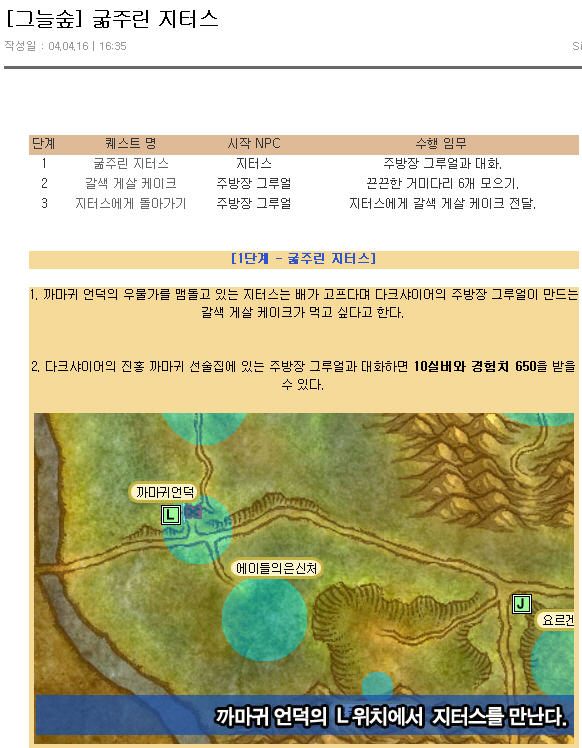 [그늘숲] 굶주린 지터스
작성일 : 04.04.16 | 16:35
단계 퀘스트 명 시작 NPC 수행 임무
1 굶주린 지터스 지터스 주방장 그루얼과 대화.
2 갈색 게살 케이크 주방장 그루얼 끈끈한 거미다리 6개 모으기.
3 지터스에게 돌아가기 주방장 그루얼 지터스에게 갈색 게살 케이크 전달.
[1단계 - 굶주린 지터스]
1. 까마귀 언덕의 우물가를 맴돌고 있는 지터스는 배가 고프다며 다크샤이어의 주방장 그루얼이 만드는
갈색 게살 케이크가 먹고 싶다고 한다.
2. 다크샤이어의 진홍 까마귀 선술집에 있는 주방장 그루얼과 대화하면 10실버와 경험치 650을 받을
수 있다.
까마귀언덕
L
에이들의은신처
J
요르겐
까마귀 언덕의 L 위치에서 지터스를 만난다.